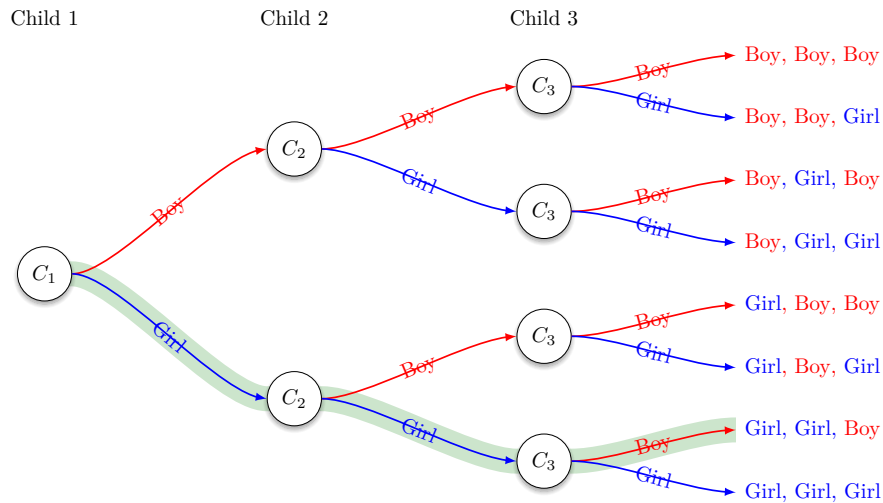 Child 1
Child 2
Child 3
C1
Boy
Girl
C2
Boy
Girl
C2
Boy
Girl
C3
Boy
Girl
C3
Boy
Girl
C3
Boy
Girl
C3
Boy
Girl
Boy, Boy, Boy
Boy, Boy, Girl
Boy, Girl, Boy
Boy, Girl, Girl
Girl, Boy, Boy
Girl, Boy, Girl
Girl, Girl, Boy
Girl, Girl, Girl